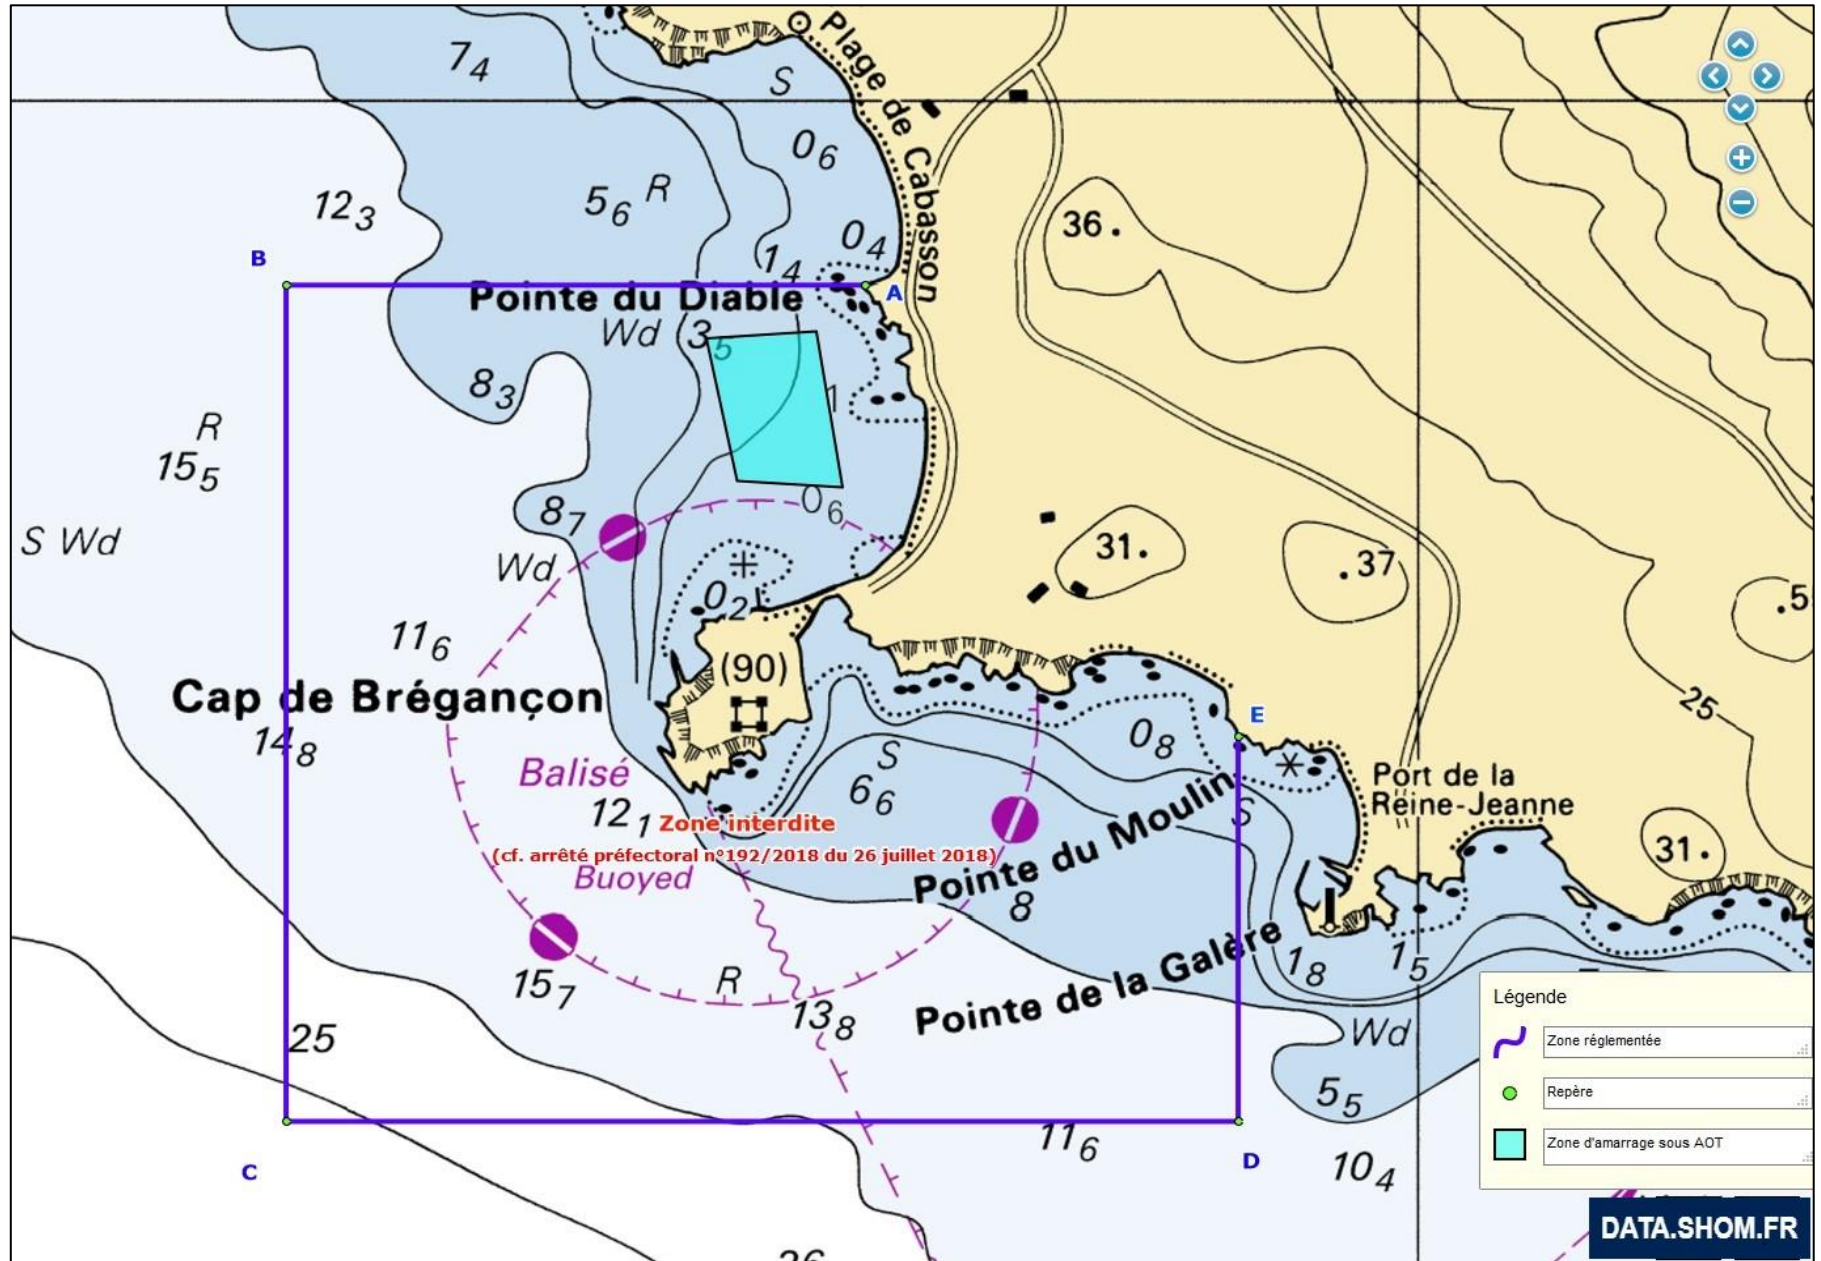 7₄
S
Plage de Cabasson
0₆
12₃
5₆
R
0₄
36
B
1₄
A
Pointe du Diable
Wd
3₅
8₃
1
R
15₅
8₇
0₆
S Wd
Wd
31
37
5
0₂
11₆
(90)
Cap de Brégançon
25
E
14₈
0₈
S
Balisé
6₆
Port de la
Reine-Jeanne
12₁
Zone interdite
S
Pointe du Moulin
31
(cf. arrêté préfectoral n°192/2018 du 26 juillet 2018)
Buoyed
8
Pointe de la Galère
1₈
1₅
15₇
R
13₈
Légende
Wd
25
Zone réglementée
5₅
Repère
11₆
Zone d'amarrage sous AOT
C
D
10₄
DATA.SHOM.FR